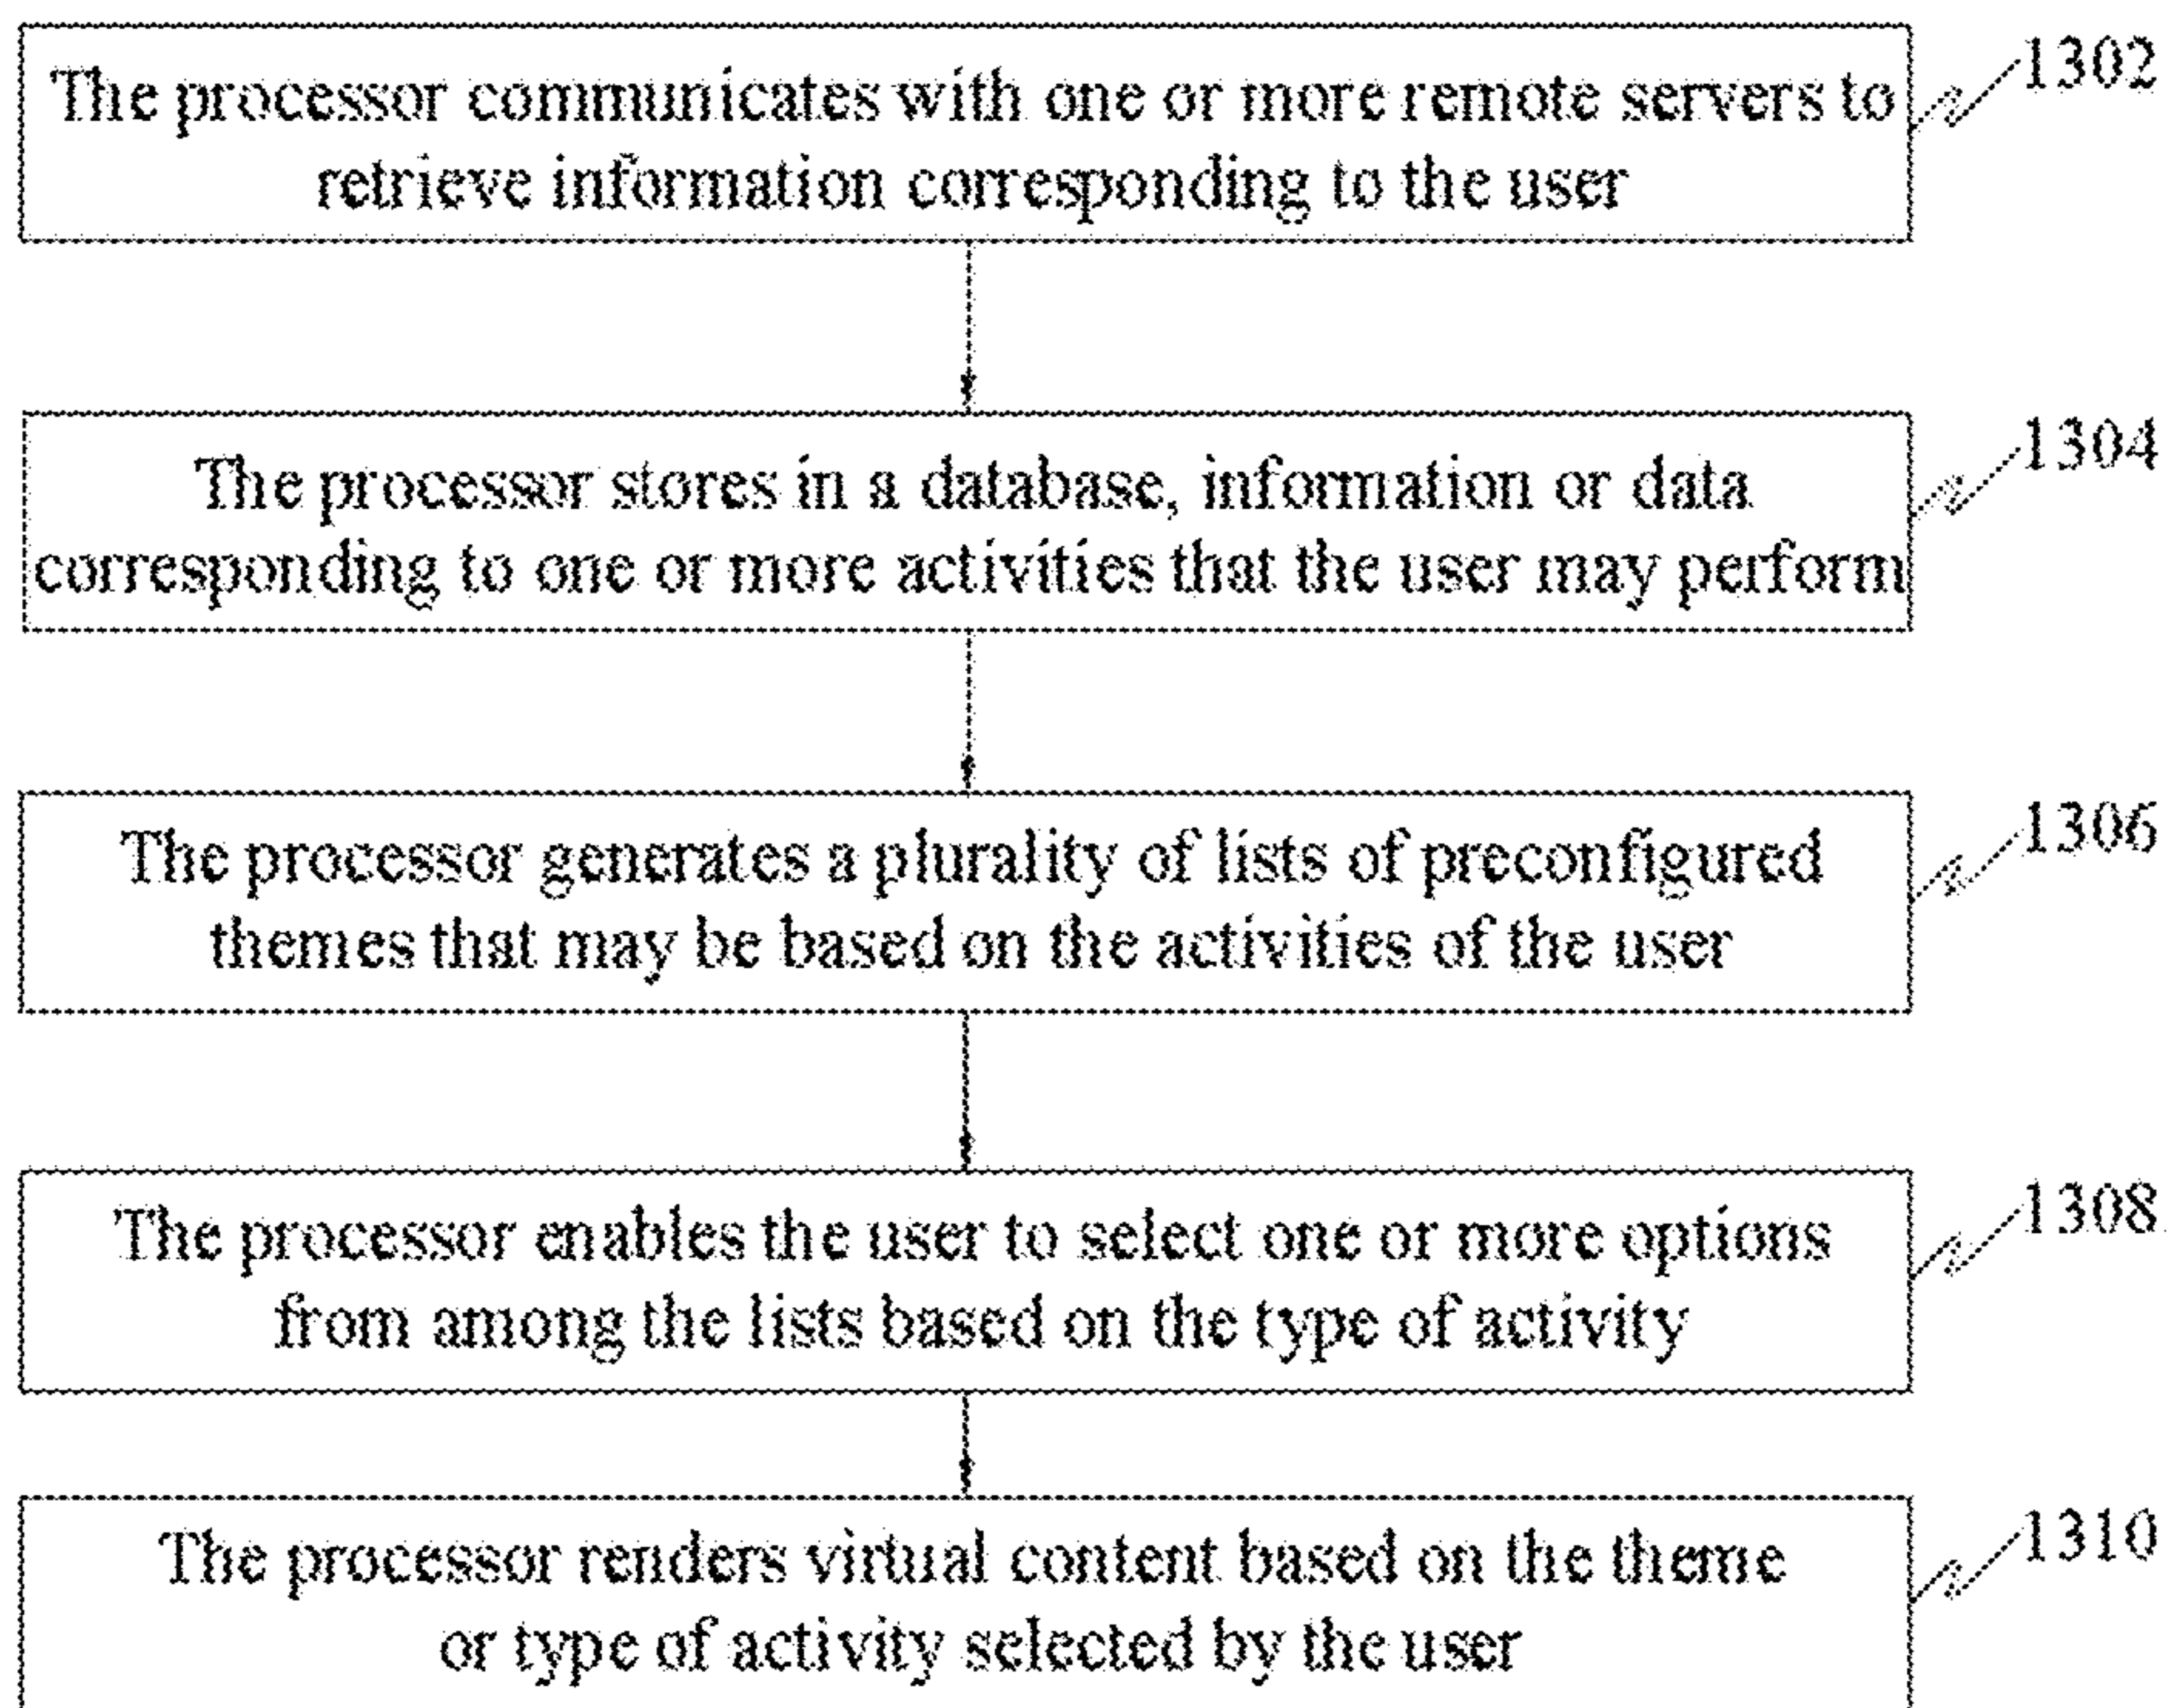 The processor communicates with one or more remote servers to
retrieve information corresponding to the user
1302
The processor stores in a database, information or data
corresponding to one or more activities that the user may perform
1304
The processor generates a plurality of lists of preconfigured
themes that may be based on the activities of the user
1306
The processor enables the user to select one or more options
from among the lists based on the type of activity
1308
The processor renders virtual content based on the theme
or type of activity selected by the user
1310